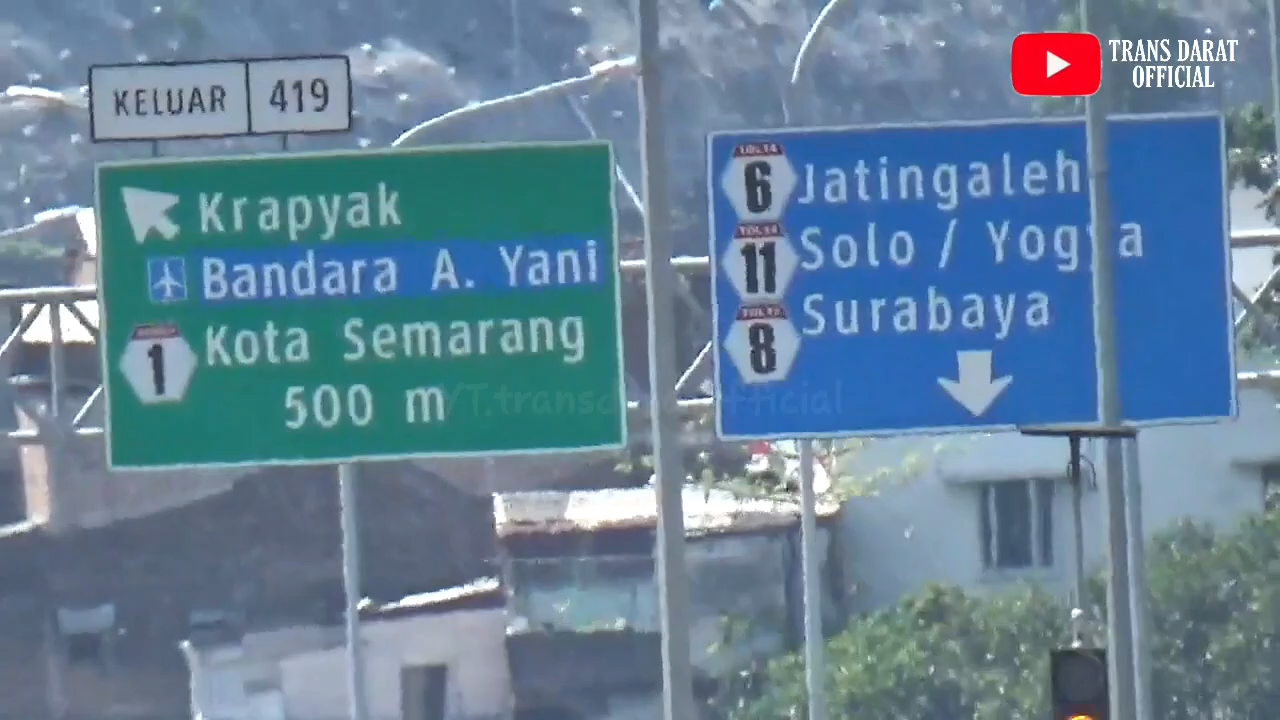 TRANS DARAT
OFFICIAL
KELUAR 419
Krapyak
Bandara A. Yani
1 Kota Semarang
500 m
6 Jatingaleh
11 Solo / Yogya
8 Surabaya